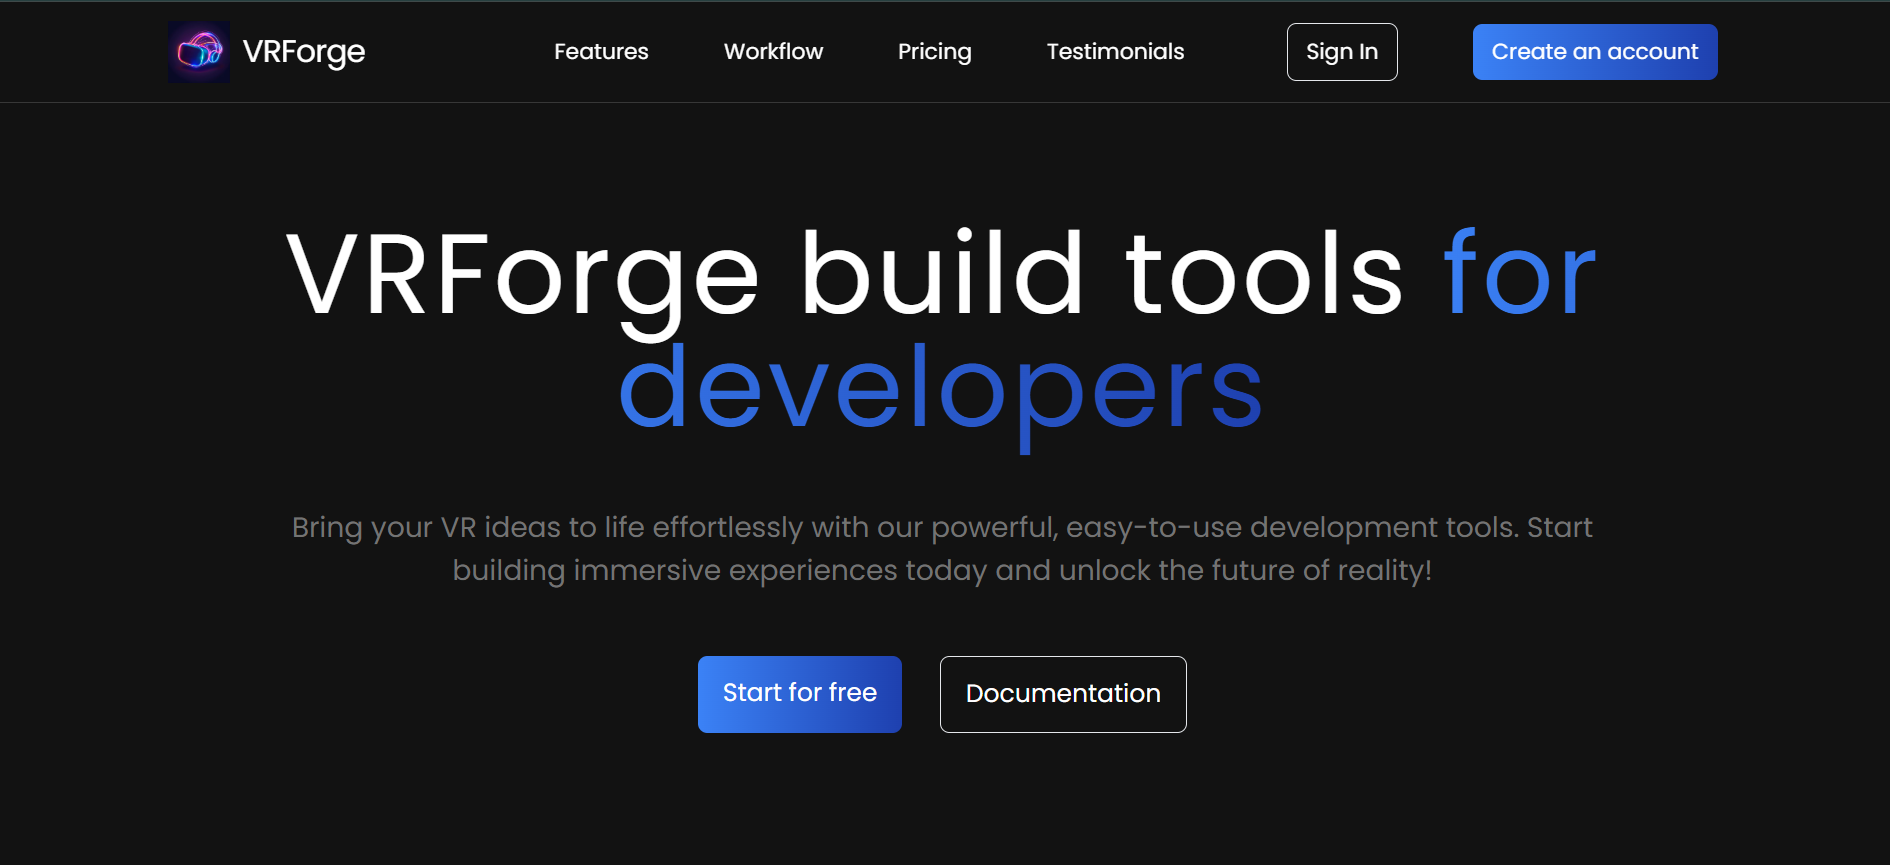 VRForge
Features
Workflow
Pricing
Testimonials
Sign In
Create an account
VRForge build tools for
developers
Bring your VR ideas to life effortlessly with our powerful, easy-to-use development tools. Start
building immersive experiences today and unlock the future of reality!
Start for free
Documentation